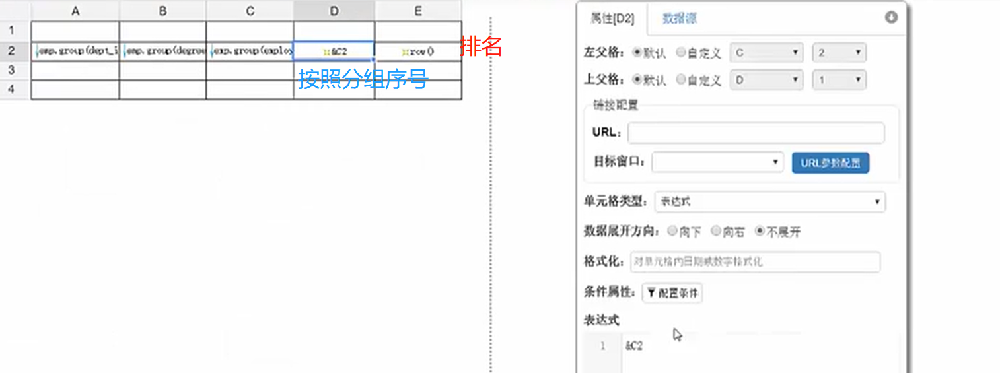 A B C D E
1
2 emp.group(dept_i emp.group(degree emp.group(employ &C2 row() 排名
3 按照分组序号
4
属性[D2] 数据源
左父格: 默认 自定义 C 2
上父格: 默认 自定义 D 1
链接配置
URL:
目标窗口: URL参数配置
单元格类型: 表达式
数据展开方向: 向下 向右 不展开
格式化: 对单元格内日期或数字格式化
条件属性: 配置条件
表达式
1 &C2